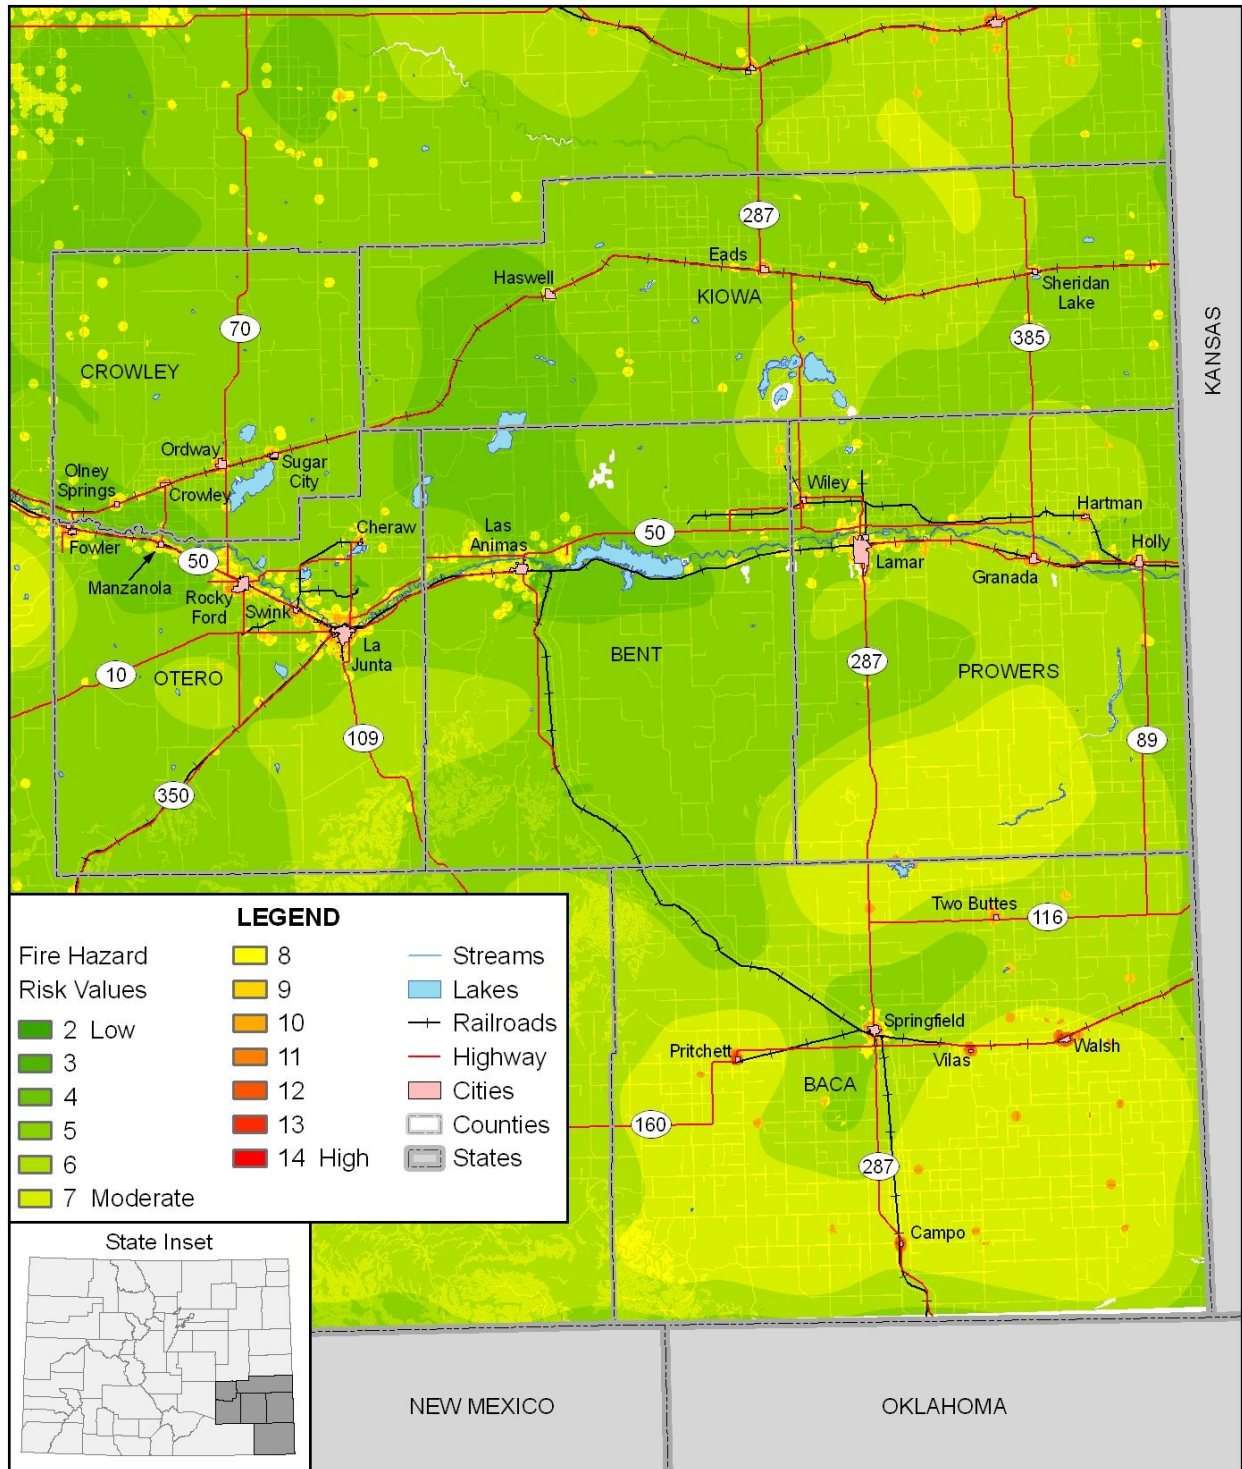 287
Eads
Haswell
KIOWA
Sheridan
Lake
70
385
KANSAS
CROWLEY
Ordway
Sugar
City
Olney
Springs
Crowley
Wiley
Hartman
Cheraw
Las
Animas
50
Fowler
Holly
Manzanola
50
Lamar
Granada
Rocky
Ford
Swink
La
Junta
BENT
287
PROWERS
10
OTERO
109
89
350
Two Buttes
116
Springfield
Pritchett
Vilas
Walsh
BACA
160
287
Campo
LEGEND
Fire Hazard
Risk Values
2 Low
3
4
5
6
7 Moderate
8
9
10
11
12
13
14 High
Streams
Lakes
Railroads
Highway
Cities
Counties
States
State Inset
NEW MEXICO
OKLAHOMA